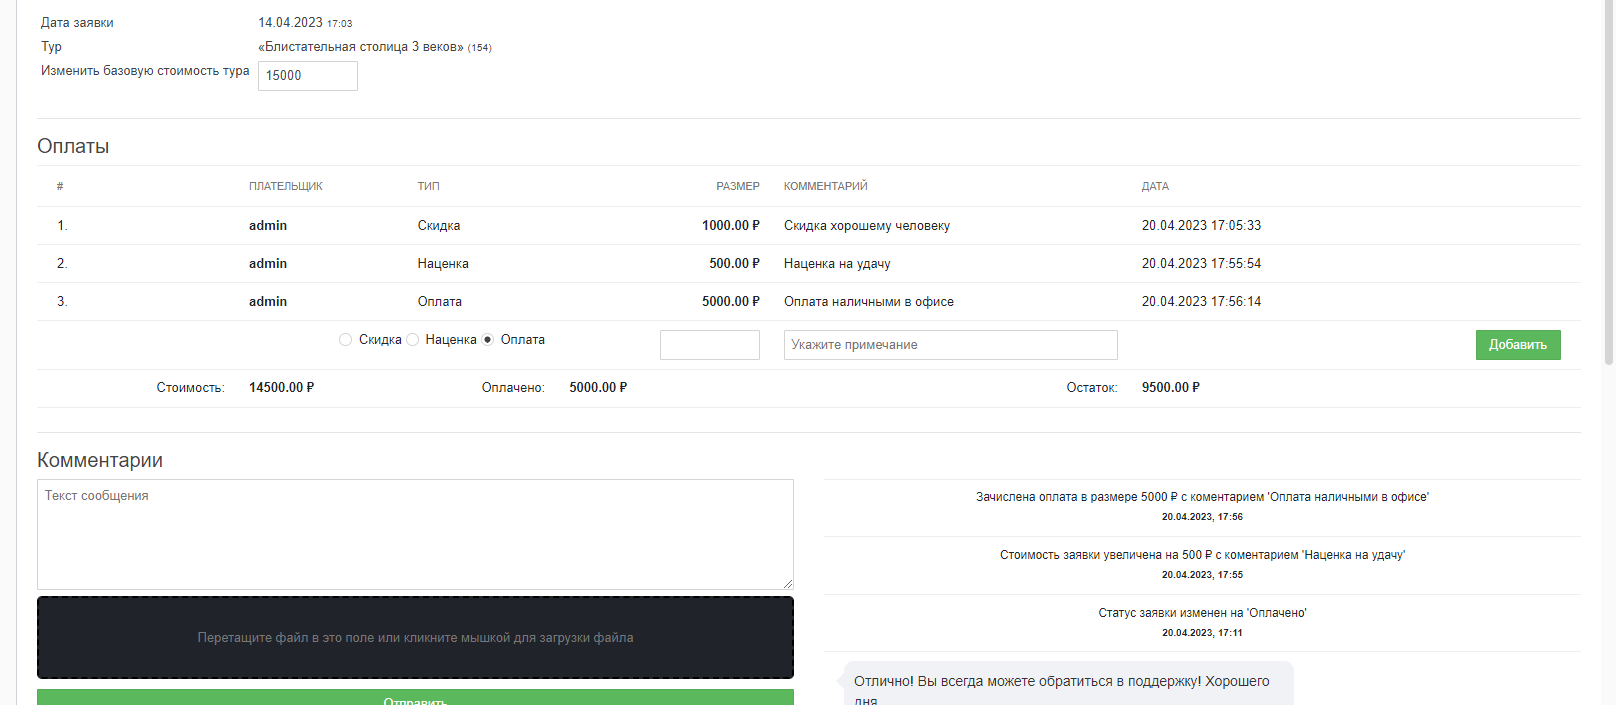 Дата заявки 14.04.2023 17:03
Тур «Блистательная столица 3 веков» (154)
Изменить базовую стоимость тура 15000
Оплаты
# ПЛАТЕЛЬЩИК ТИП РАЗМЕР КОММЕНТАРИЙ ДАТА
1. admin Скидка 1000.00 ₽ Скидка хорошему человеку 20.04.2023 17:05:33
2. admin Наценка 500.00 ₽ Наценка на удачу 20.04.2023 17:55:54
3. admin Оплата 5000.00 ₽ Оплата наличными в офисе 20.04.2023 17:56:14
Скидка Наценка Оплата Укажите примечание Добавить
Стоимость: 14500.00 ₽ Оплачено: 5000.00 ₽ Остаток: 9500.00 ₽
Комментарии
Текст сообщения
Перетащите файл в это поле или кликните мышкой для загрузки файла
Отправить
Зачислена оплата в размере 5000 ₽ с коментарием 'Оплата наличными в офисе'
20.04.2023, 17:56
Стоимость заявки увеличена на 500 ₽ с коментарием 'Наценка на удачу'
20.04.2023, 17:55
Статус заявки изменен на 'Оплачено'
20.04.2023, 17:11
Отлично! Вы всегда можете обратиться в поддержку! Хорошего
дня